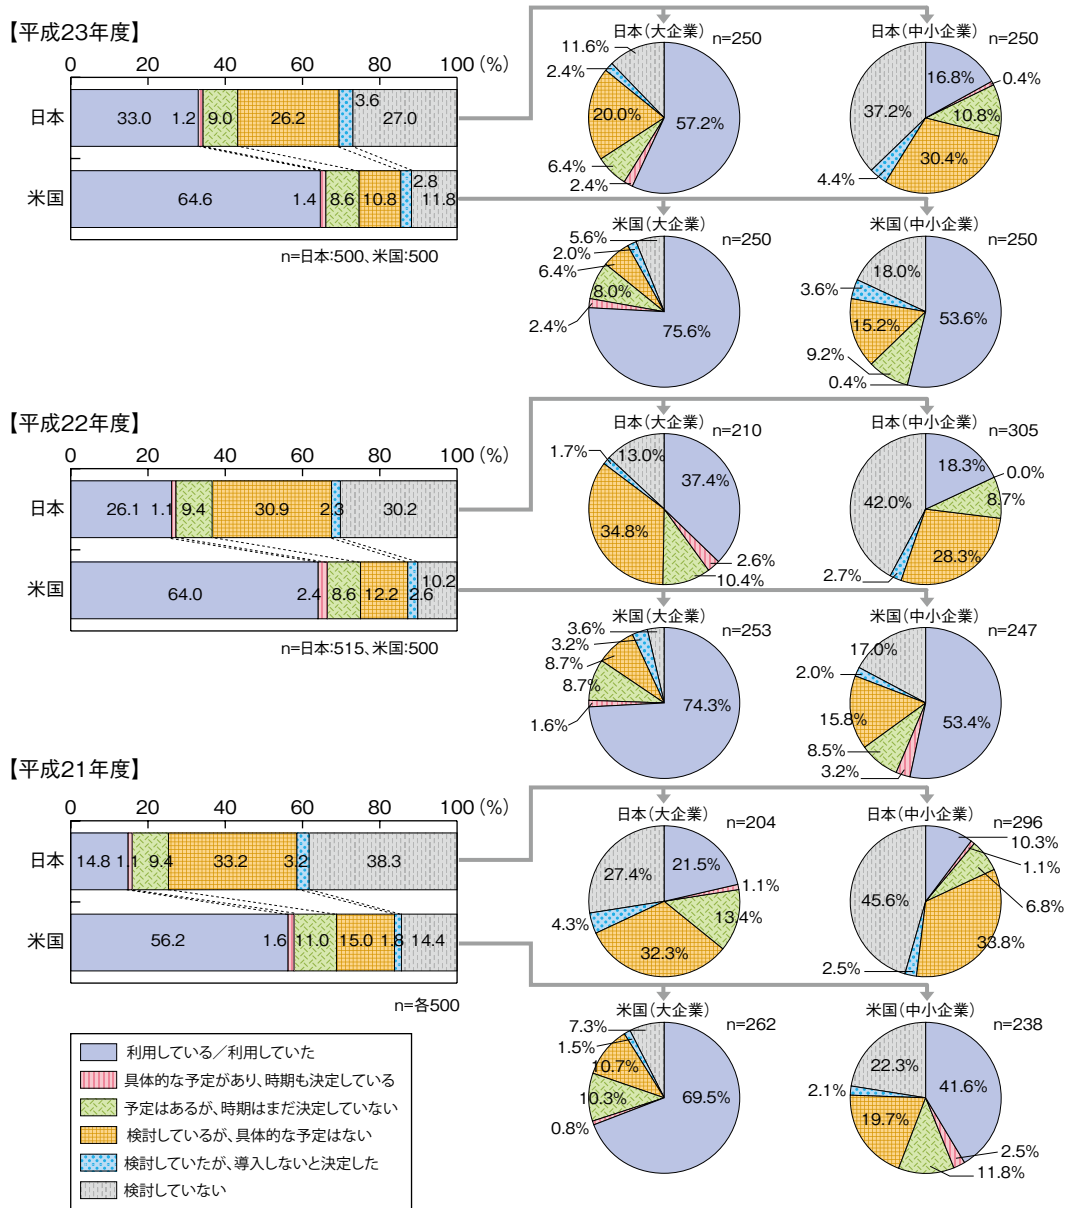 【平成23年度】
0 20 40 60 80 100 (%)
日本 33.0 1.2 9.0 26.2 3.6 27.0
米国 64.6 1.4 8.6 10.8 2.8 11.8
n=日本:500、米国:500
日本（大企業） n=250
11.6%
2.4%
20.0%
57.2%
6.4%
2.4%
日本（中小企業） n=250
16.8%
0.4%
37.2%
10.8%
30.4%
4.4%
米国（大企業） n=250
5.6%
2.0%
6.4%
8.0%
2.4%
75.6%
米国（中小企業） n=250
18.0%
3.6%
53.6%
15.2%
9.2%
0.4%
【平成22年度】
0 20 40 60 80 100 (%)
日本 26.1 1.1 9.4 30.9 2.3 30.2
米国 64.0 2.4 8.6 12.2 2.6 10.2
n=日本:515、米国:500
日本（大企業） n=210
1.7%
13.0%
37.4%
34.8%
2.6%
10.4%
日本（中小企業） n=305
18.3%
0.0%
42.0%
8.7%
28.3%
2.7%
米国（大企業） n=253
3.6%
3.2%
8.7%
8.7%
1.6%
74.3%
米国（中小企業） n=247
17.0%
2.0%
15.8%
53.4%
8.5%
3.2%
【平成21年度】
0 20 40 60 80 100 (%)
日本 14.8 1.1 9.4 33.2 3.2 38.3
米国 56.2 1.6 11.0 15.0 1.8 14.4
n=各500
日本（大企業） n=204
27.4%
21.5%
1.1%
4.3%
13.4%
32.3%
日本（中小企業） n=296
10.3%
1.1%
45.6%
6.8%
33.8%
2.5%
米国（大企業） n=262
7.3%
1.5%
10.7%
10.3%
69.5%
0.8%
米国（中小企業） n=238
22.3%
41.6%
2.1%
19.7%
2.5%
11.8%
利用している／利用していた
具体的な予定があり、時期も決定している
予定はあるが、時期はまだ決定していない
検討しているが、具体的な予定はない
検討していたが、導入しないと決定した
検討していない